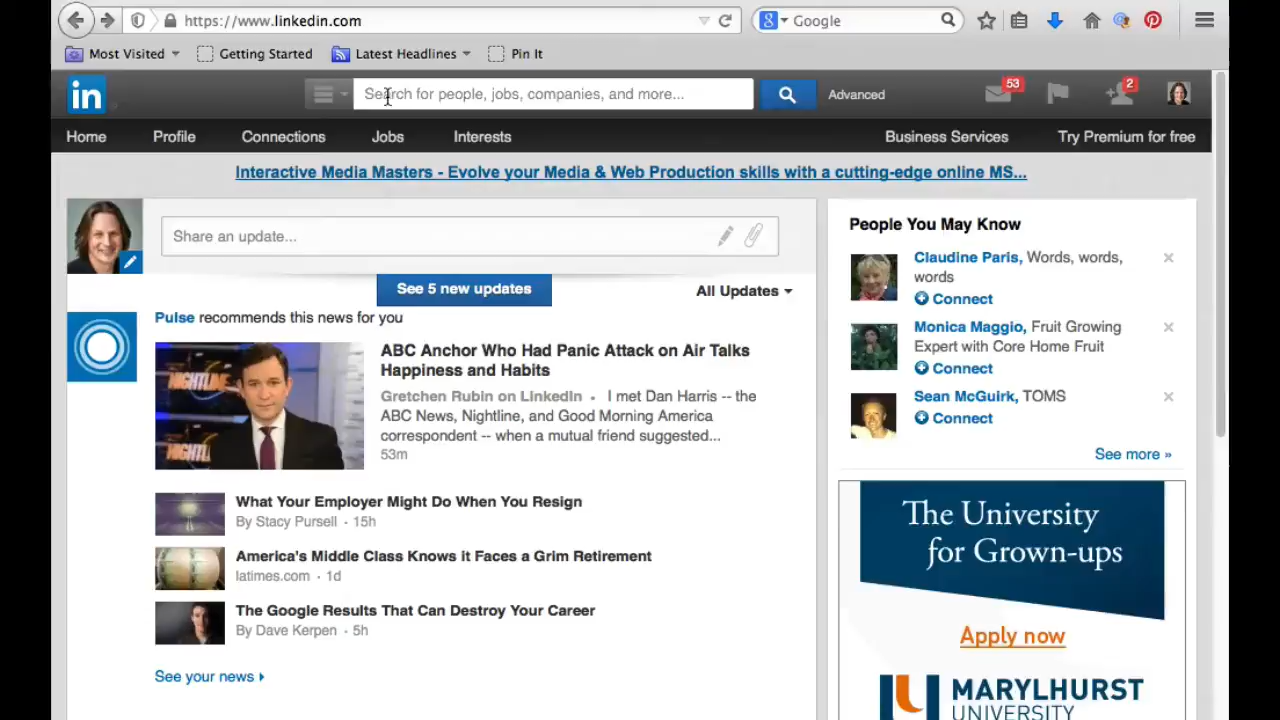 https://www.linkedin.com
Google
Most Visited
Getting Started
Latest Headlines
Pin It
in
Search for people, jobs, companies, and more...
Advanced
53
2
Home
Profile
Connections
Jobs
Interests
Business Services
Try Premium for free
Interactive Media Masters - Evolve your Media & Web Production skills with a cutting-edge online MS...
Share an update...
See 5 new updates
All Updates
Pulse recommends this news for you
ABC Anchor Who Had Panic Attack on Air Talks
Happiness and Habits
Gretchen Rubin on LinkedIn • I met Dan Harris -- the
ABC News, Nightline, and Good Morning America
correspondent -- when a mutual friend suggested...
53m
NIGHTLINE
What Your Employer Might Do When You Resign
By Stacy Pursell · 15h
America's Middle Class Knows it Faces a Grim Retirement
latimes.com · 1d
The Google Results That Can Destroy Your Career
By Dave Kerpen · 5h
See your news
People You May Know
Claudine Paris, Words, words,
words
Connect
Monica Maggio, Fruit Growing
Expert with Core Home Fruit
Connect
Sean McGuirk, TOMS
Connect
See more »
The University
for Grown-ups
Apply now
MARYLHURST
UNIVERSITY